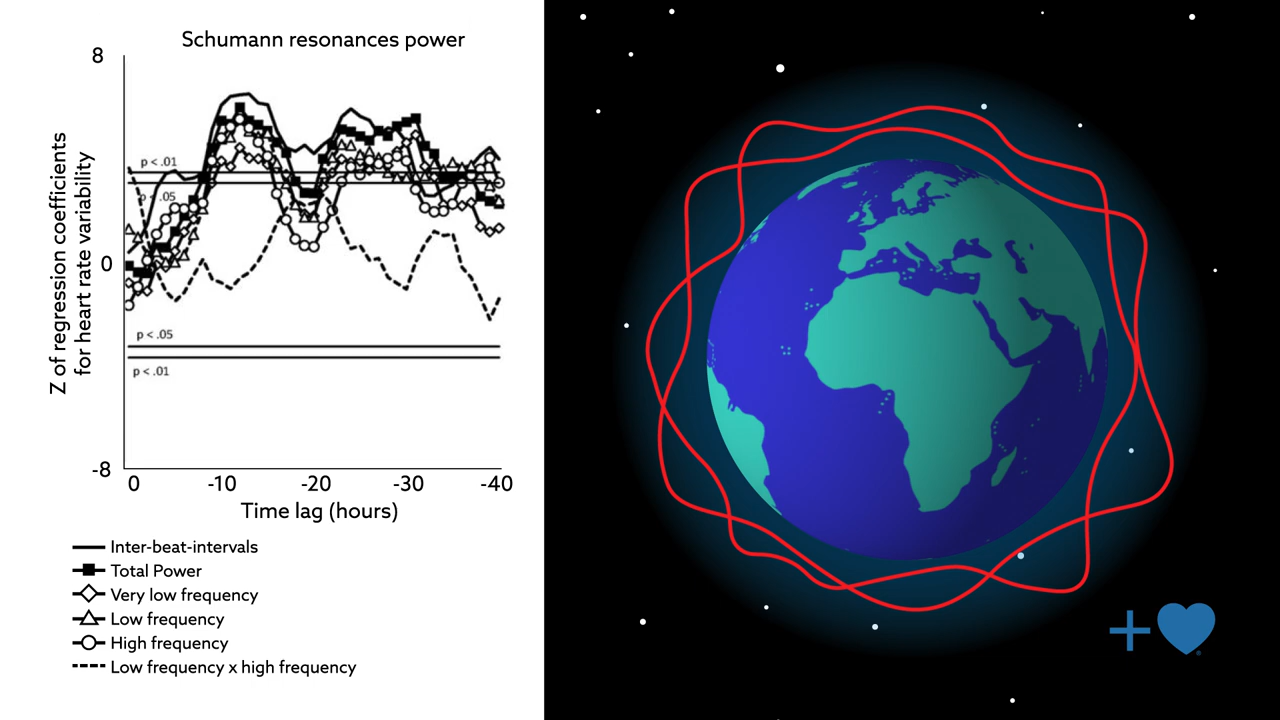 Schumann resonances power
8
Z of regression coefficients
for heart rate variability
p < .01
p < .05
0
p < .05
p < .01
-8
0 -10 -20 -30 -40
Time lag (hours)
Inter-beat-intervals
Total Power
Very low frequency
Low frequency
High frequency
Low frequency x high frequency